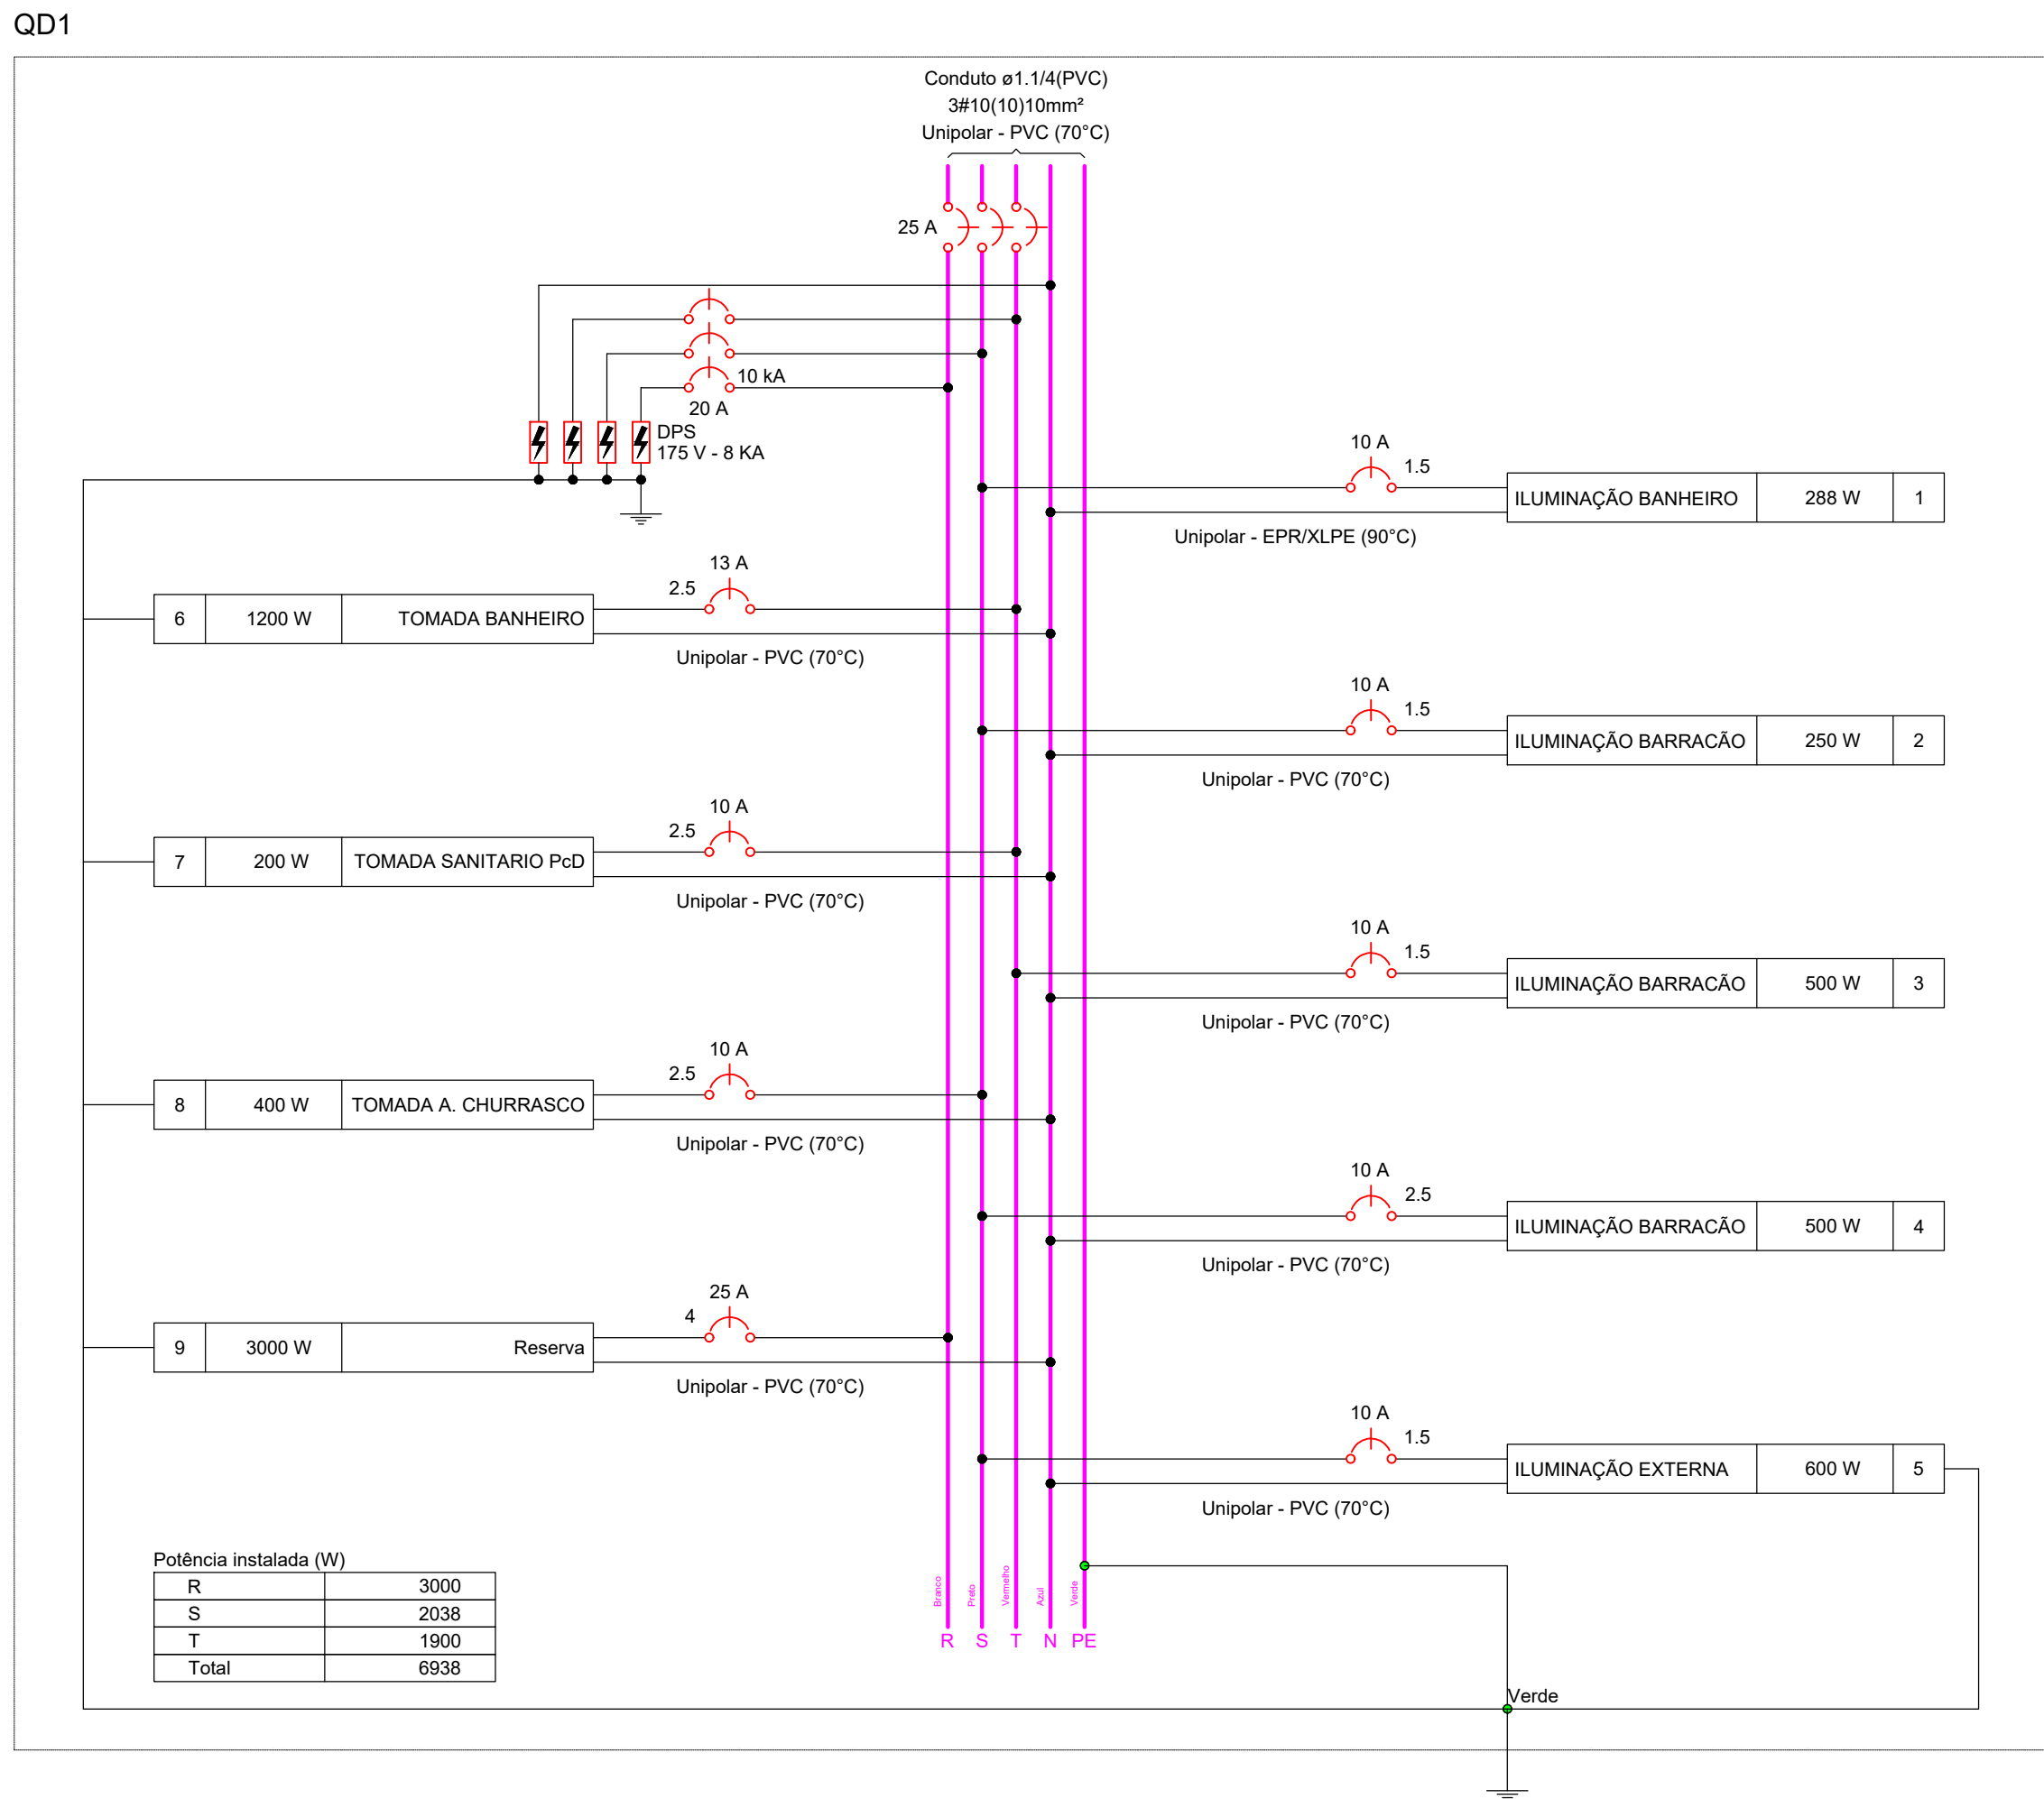 QD1
Conduto ø1.1/4(PVC)
3#10(10)10mm²
Unipolar - PVC (70°C)
25 A
10 kA
20 A
DPS
175 V - 8 KA
10 A
1.5
ILUMINAÇÃO BANHEIRO 288 W 1
Unipolar - EPR/XLPE (90°C)
13 A
2.5
6 1200 W TOMADA BANHEIRO
Unipolar - PVC (70°C)
10 A
1.5
ILUMINAÇÃO BARRACÃO 250 W 2
Unipolar - PVC (70°C)
10 A
2.5
7 200 W TOMADA SANITARIO PcD
Unipolar - PVC (70°C)
10 A
1.5
ILUMINAÇÃO BARRACÃO 500 W 3
Unipolar - PVC (70°C)
10 A
2.5
8 400 W TOMADA A. CHURRASCO
Unipolar - PVC (70°C)
10 A
2.5
ILUMINAÇÃO BARRACÃO 500 W 4
Unipolar - PVC (70°C)
25 A
4
9 3000 W Reserva
Unipolar - PVC (70°C)
10 A
1.5
ILUMINAÇÃO EXTERNA 600 W 5
Unipolar - PVC (70°C)
Potência instalada (W)
R 3000
S 2038
T 1900
Total 6938
Branco
Preto
Vermelho
Azul
Verde
R S T N PE
Verde